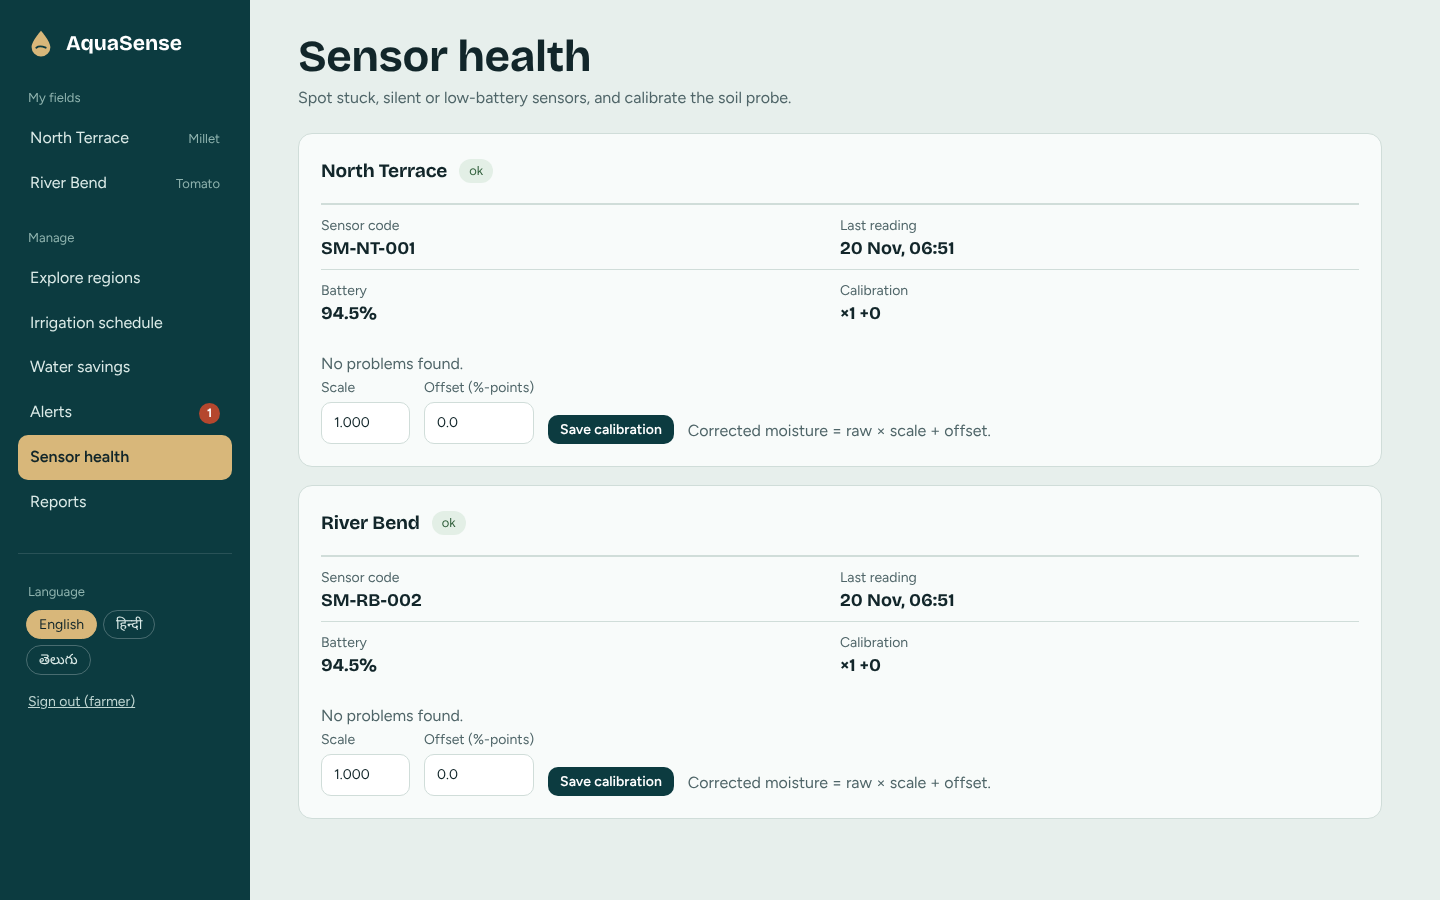 AquaSense
My fields
North Terrace Millet
River Bend Tomato
Manage
Explore regions
Irrigation schedule
Water savings
Alerts 1
Sensor health
Reports
Language
English हिन्दी
తెలుగు
Sign out (farmer)
Sensor health
Spot stuck, silent or low-battery sensors, and calibrate the soil probe.
North Terrace ok
Sensor code Last reading
SM-NT-001 20 Nov, 06:51
Battery Calibration
94.5% ×1 +0
No problems found.
Scale Offset (%-points)
1.000 0.0 Save calibration Corrected moisture = raw × scale + offset.
River Bend ok
Sensor code Last reading
SM-RB-002 20 Nov, 06:51
Battery Calibration
94.5% ×1 +0
No problems found.
Scale Offset (%-points)
1.000 0.0 Save calibration Corrected moisture = raw × scale + offset.